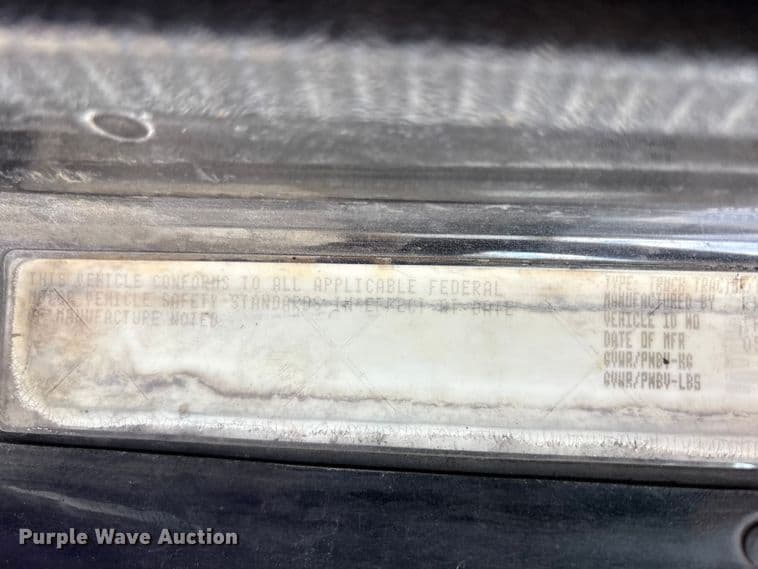 THIS VEHICLE CONFORMS TO ALL APPLICABLE FEDERAL
MOTOR VEHICLE SAFETY STANDARDS IN EFFECT AT DATE
OF MANUFACTURE NOTED
TYPE: TRUCK TRACTOR
MANUFACTURED BY
VEHICLE ID NO
DATE OF MFR
GVWR/PNBV-KG
GVWR/PNBV-LBS
Purple Wave Auction